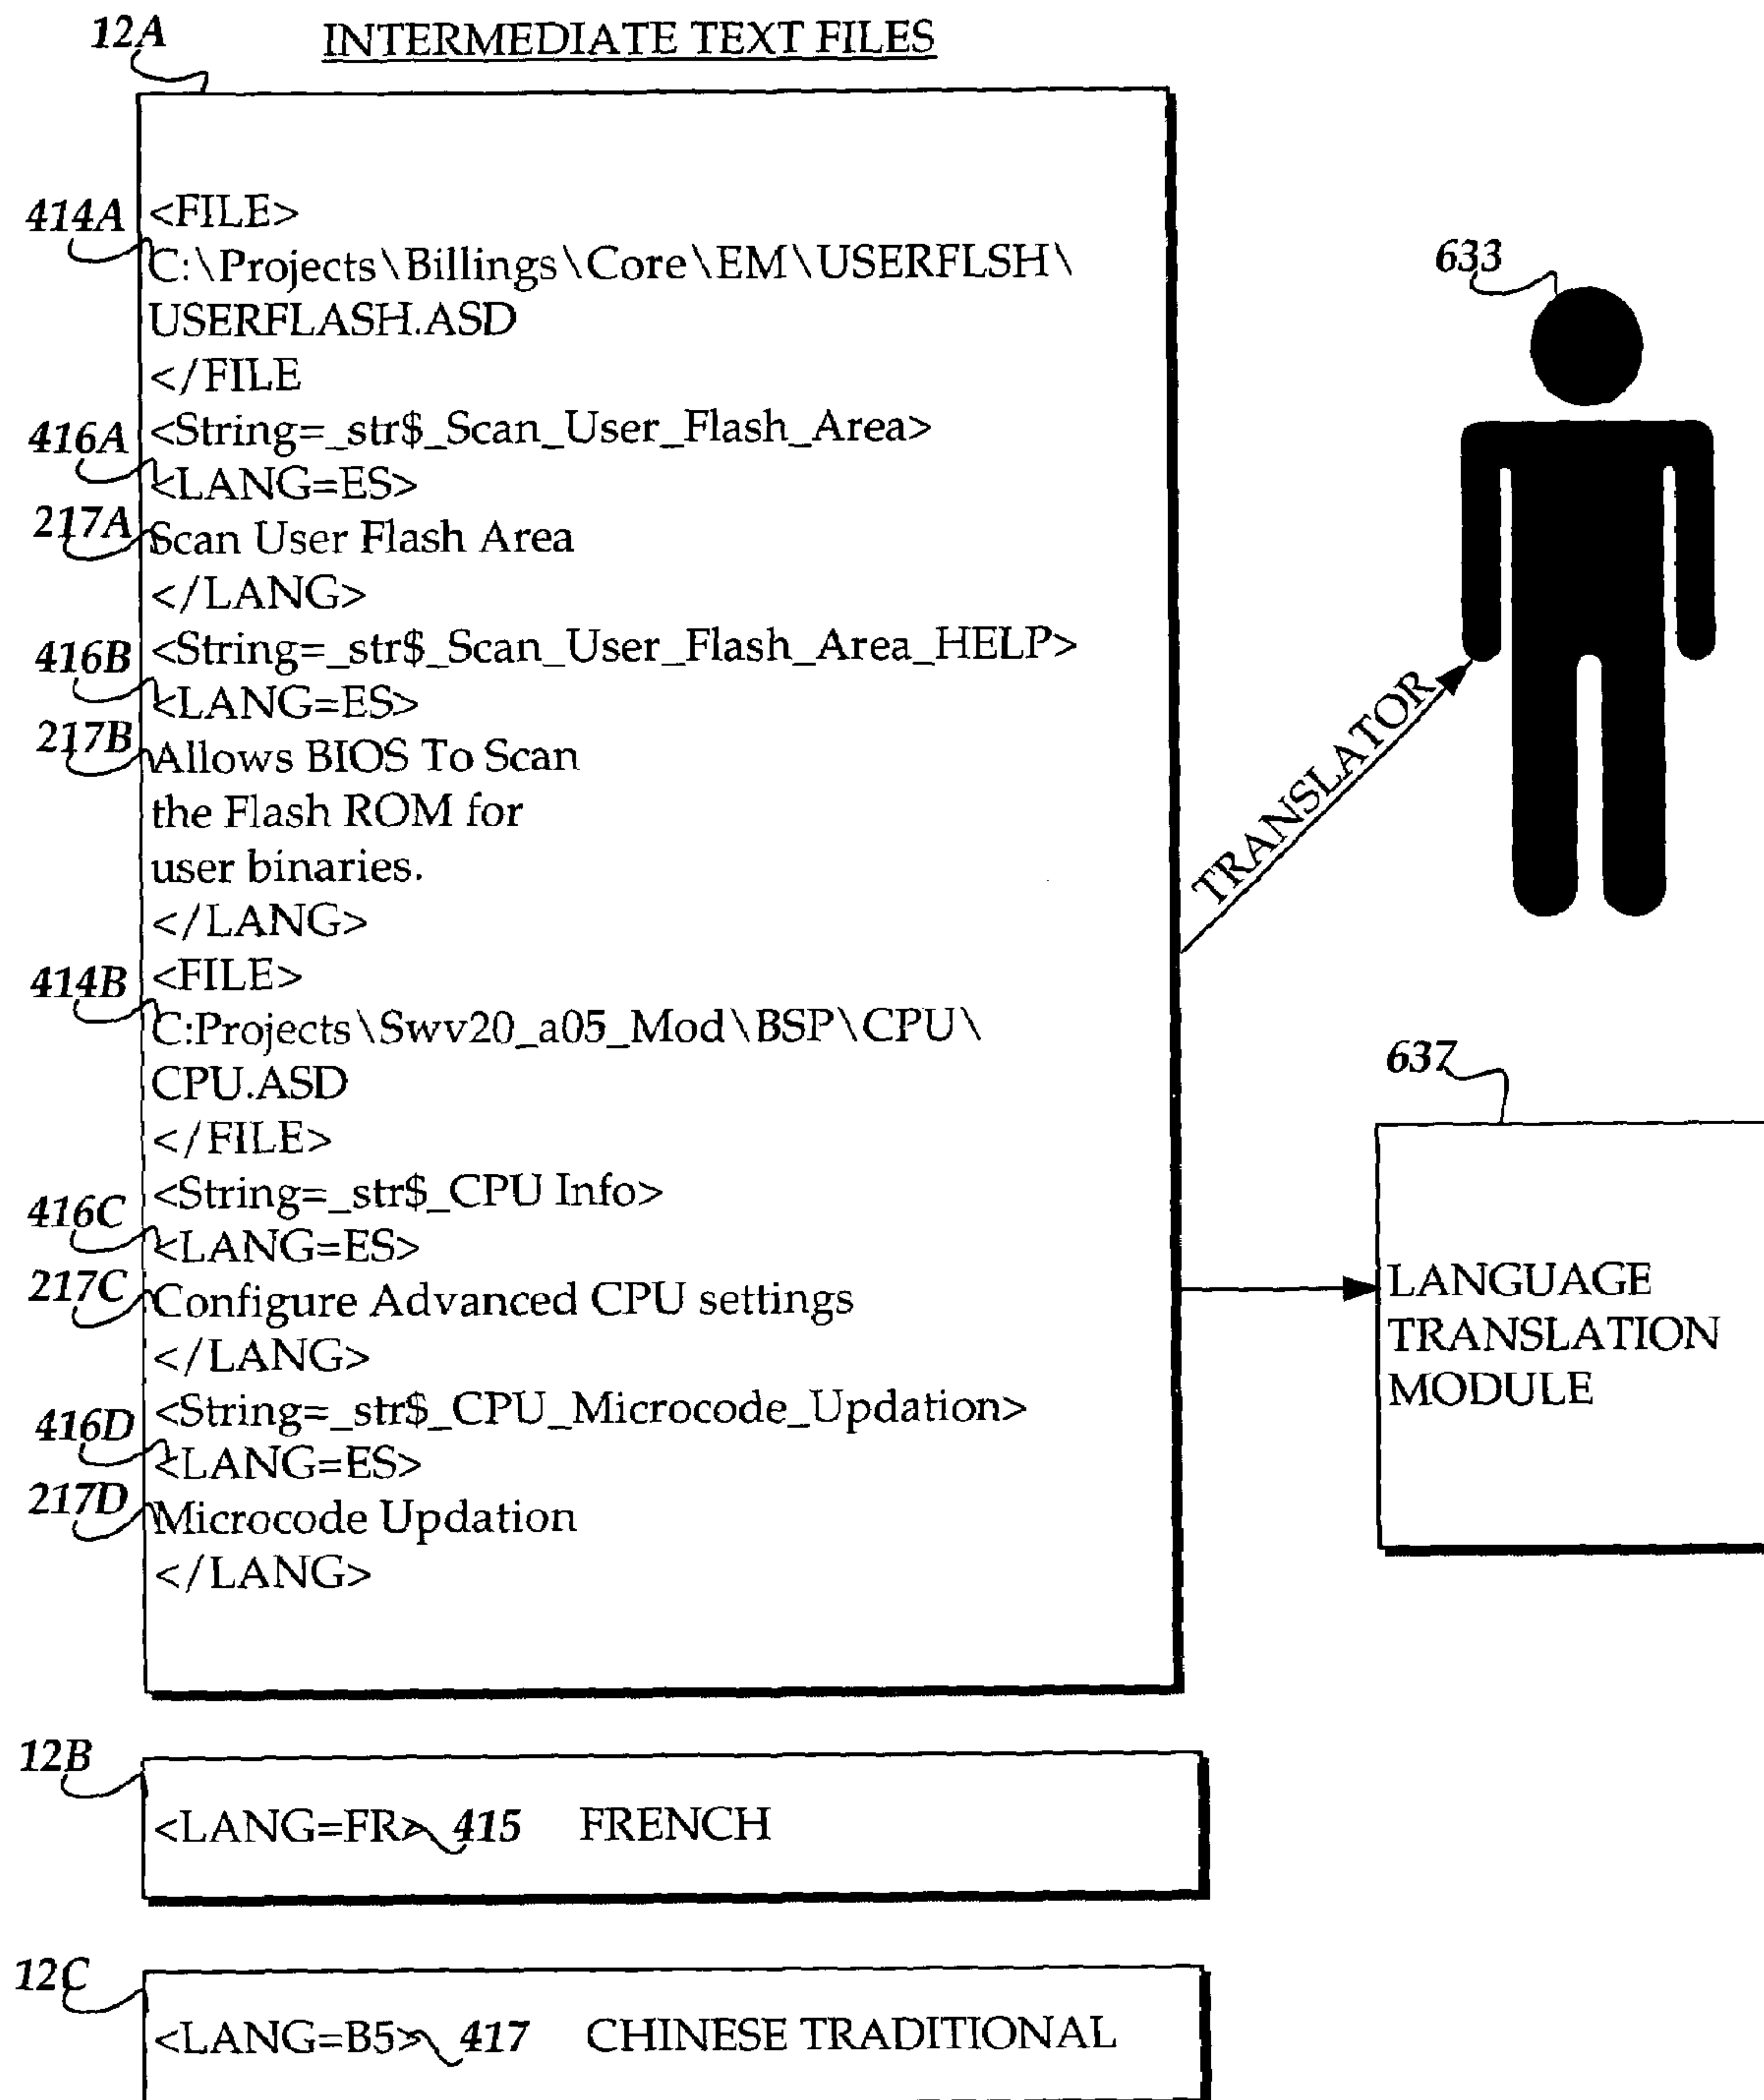 12A INTERMEDIATE TEXT FILES
414A <FILE>
C:\Projects\Billings\Core\EM\USERFLSH\
USERFLASH.ASD
</FILE
416A <String=_str$_Scan_User_Flash_Area>
<LANG=ES>
217A Scan User Flash Area
</LANG>
416B <String=_str$_Scan_User_Flash_Area_HELP>
<LANG=ES>
217B Allows BIOS To Scan
the Flash ROM for
user binaries.
</LANG>
414B <FILE>
C:Projects\Swv20_a05_Mod\BSP\CPU\
CPU.ASD
</FILE>
416C <String=_str$_CPU Info>
<LANG=ES>
217C Configure Advanced CPU settings
</LANG>
416D <String=_str$_CPU_Microcode_Updation>
<LANG=ES>
217D Microcode Updation
</LANG>
633
TRANSLATOR
637
LANGUAGE
TRANSLATION
MODULE
12B
<LANG=FR> 415 FRENCH
12C
<LANG=B5> 417 CHINESE TRADITIONAL